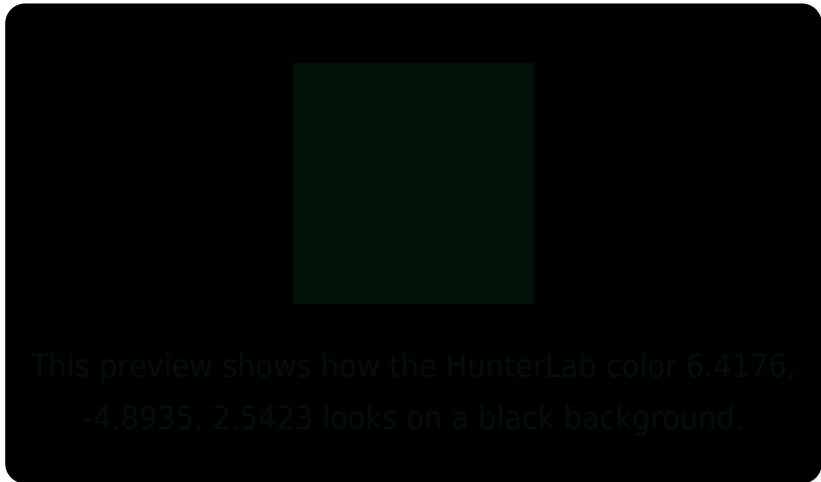 This preview shows how the HunterLab color 6.4176,
-4.8935, 2.5423 looks on a black background.